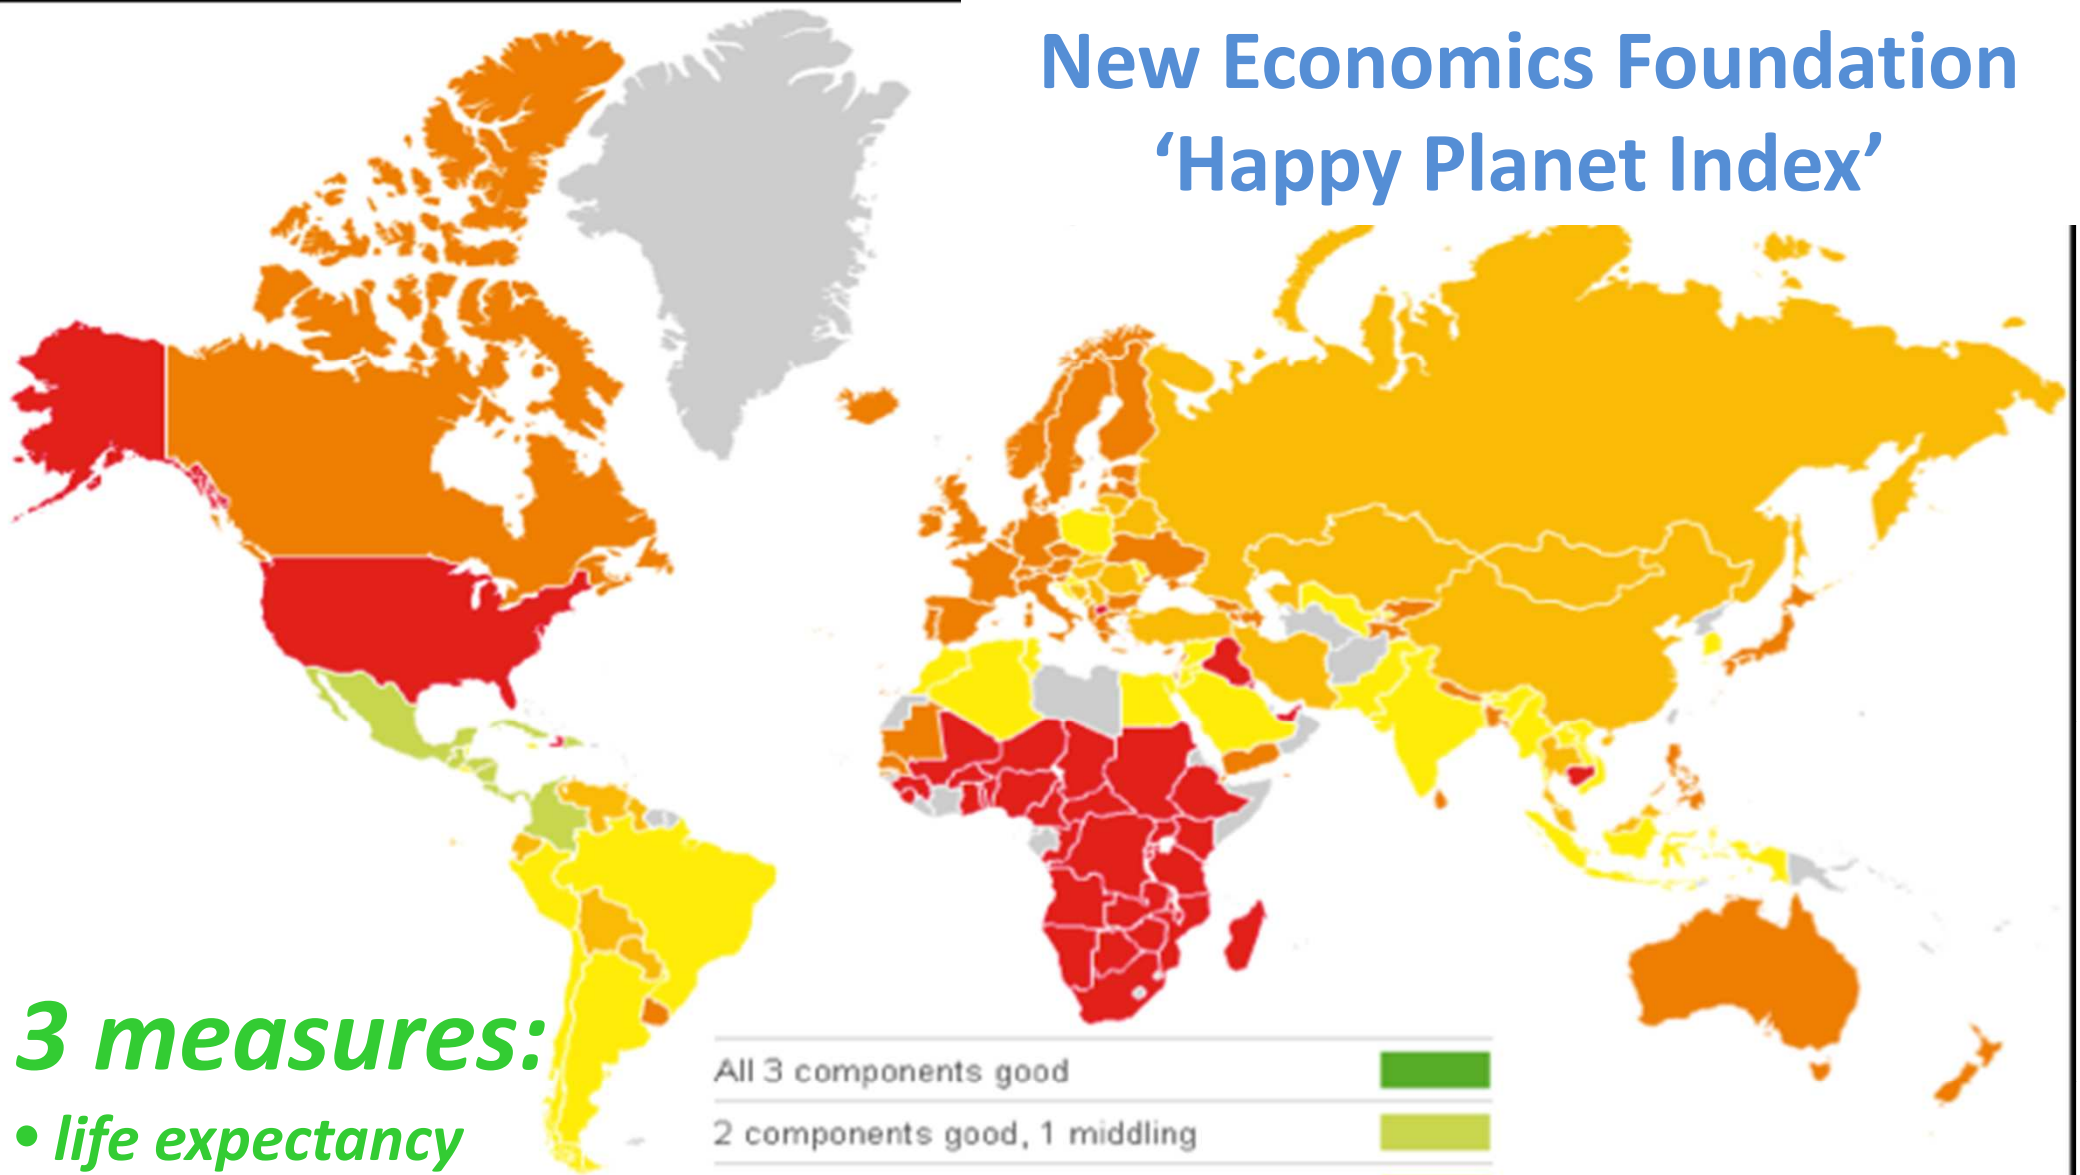 New Economics Foundation
‘Happy Planet Index’
3 measures:
• life expectancy
All 3 components good
2 components good, 1 middling